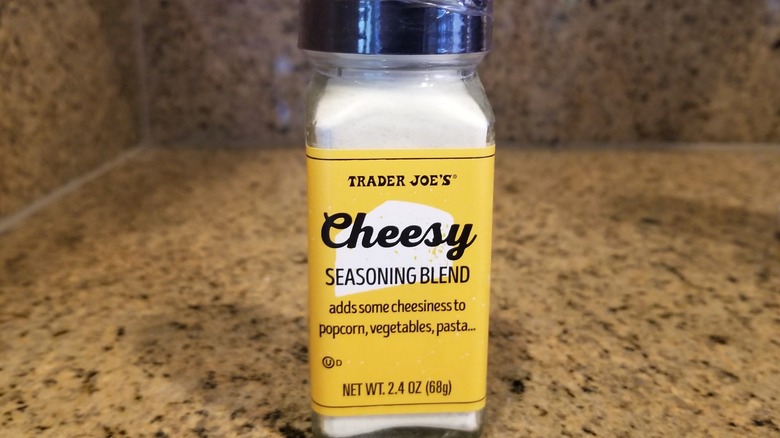 TRADER JOE'S®
Cheesy
SEASONING BLEND
adds some cheesiness to
popcorn, vegetables, pasta...
Ⓤ D
NET WT. 2.4 OZ (68g)